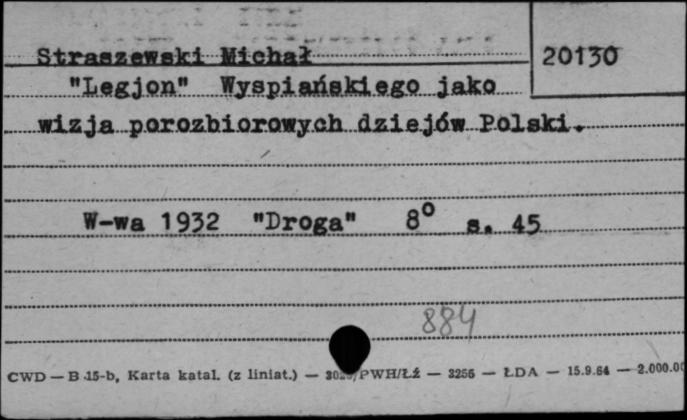 Straszewski Michał
20130
"Legjon" Wyspiańskiego jako
wizja porozbiorowych dziejów Polski.
W-wa 1932 "Droga" 8° s. 45
884
CWD — B 15-b, Karta katal. (z liniat.) — PWH/ŁŹ — 3256 — ŁDA — 15.9.64 — 2.000.00